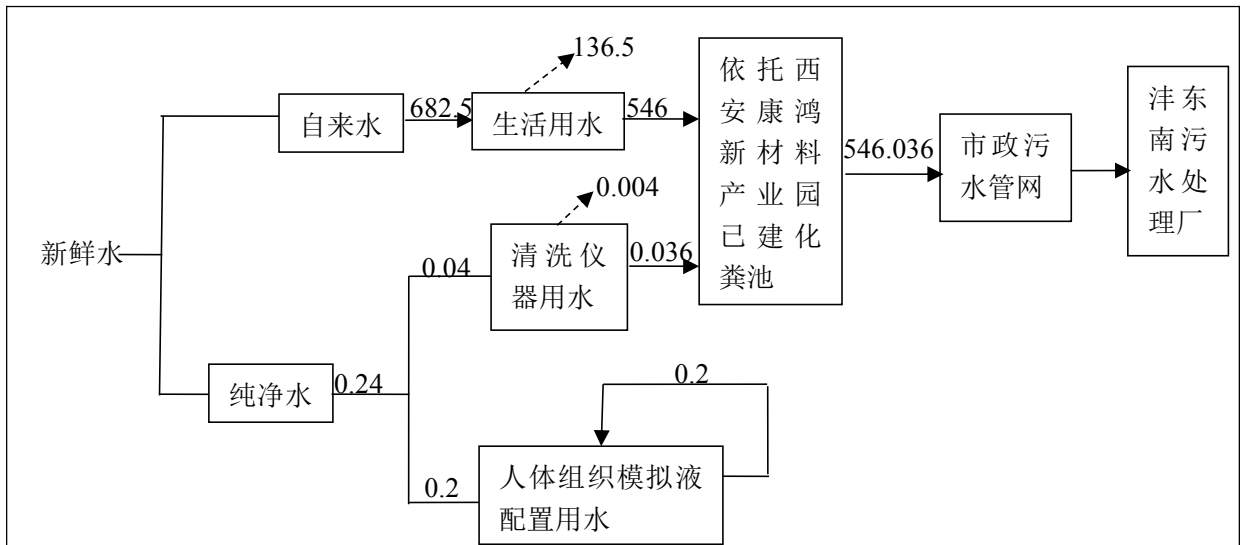 136.5
自来水
682.5
生活用水
546
依托西
安康鸿
新材料
产业园
已建化
粪池
546.036
市政污
水管网
沣东
南污
水处
理厂
新鲜水
0.004
0.04
清洗仪
器用水
0.036
纯净水
0.24
0.2
0.2
人体组织模拟液
配置用水